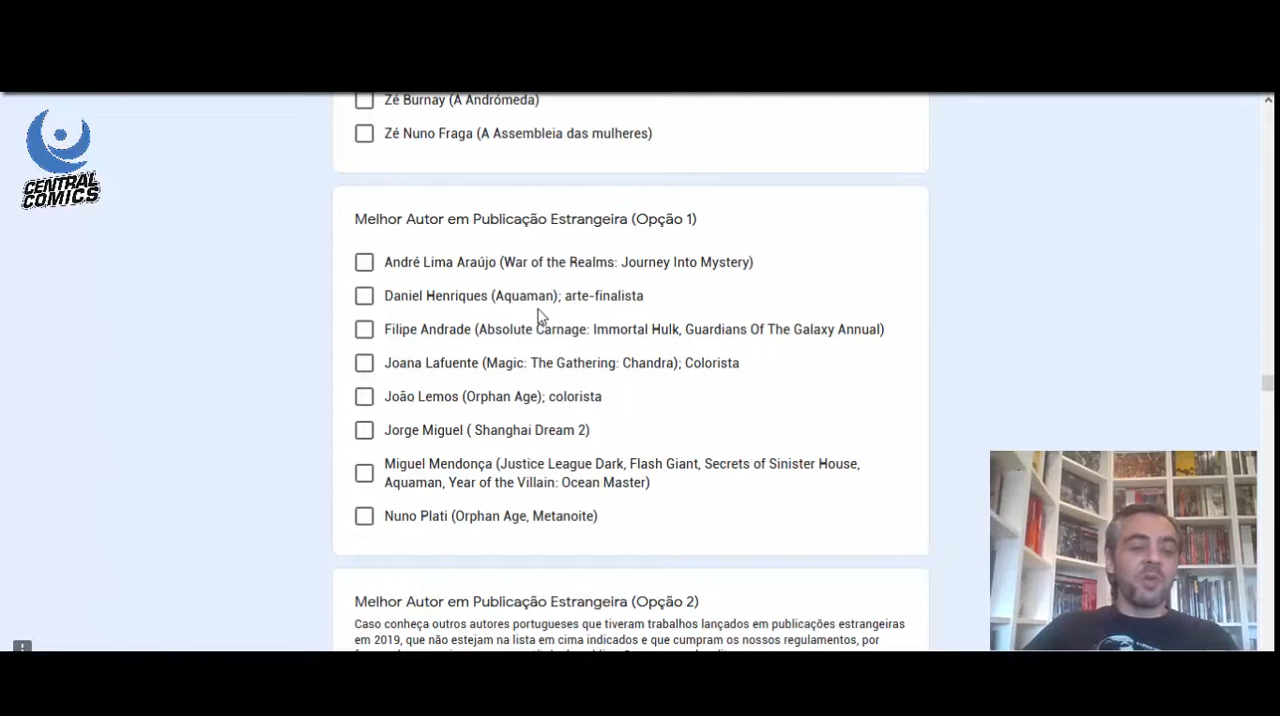 Zé Burnay (A Andrómeda)
Zé Nuno Fraga (A Assembleia das mulheres)
CENTRAL
COMICS
Melhor Autor em Publicação Estrangeira (Opção 1)
André Lima Araújo (War of the Realms: Journey Into Mystery)
Daniel Henriques (Aquaman); arte-finalista
Filipe Andrade (Absolute Carnage: Immortal Hulk, Guardians Of The Galaxy Annual)
Joana Lafuente (Magic: The Gathering: Chandra); Colorista
João Lemos (Orphan Age); colorista
Jorge Miguel ( Shanghai Dream 2)
Miguel Mendonça (Justice League Dark, Flash Giant, Secrets of Sinister House,
Aquaman, Year of the Villain: Ocean Master)
Nuno Plati (Orphan Age, Metanoite)
Melhor Autor em Publicação Estrangeira (Opção 2)
Caso conheça outros autores portugueses que tiveram trabalhos lançados em publicações estrangeiras
em 2019, que não estejam na lista em cima indicados e que cumpram os nossos regulamentos, por